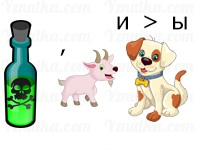 , и > ы